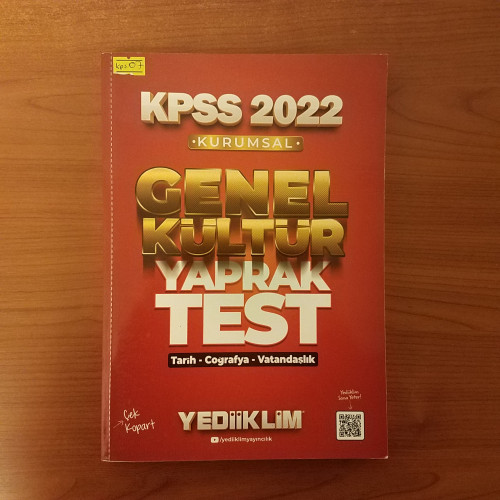 KPSS 2022
KURUMSAL
GENEL
KÜLTÜR
YAPRAK
TEST
Tarih - Coğrafya - Vatandaşlık
Çek
Kopart
YEDİİKLİM
/yediiklimyayincilik